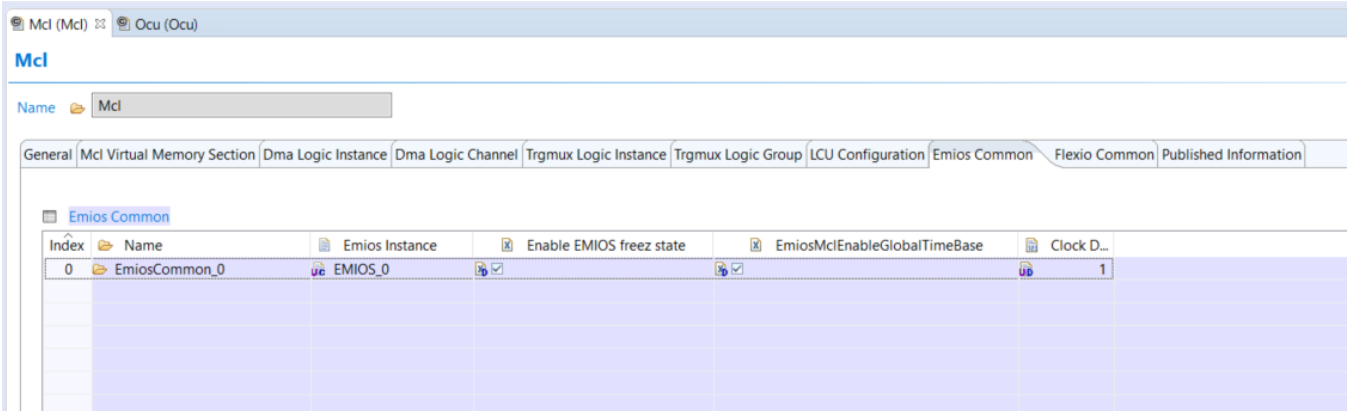 Mcl (Mcl) Ocu (Ocu)
Mcl
Name Mcl
General Mcl Virtual Memory Section Dma Logic Instance Dma Logic Channel Trgmux Logic Instance Trgmux Logic Group LCU Configuration Emios Common Flexio Common Published Information
Emios Common
Index Name Emios Instance Enable EMIOS freez state EmiosMclEnableGlobalTimeBase Clock D...
0 EmiosCommon_0 EMIOS_0 1